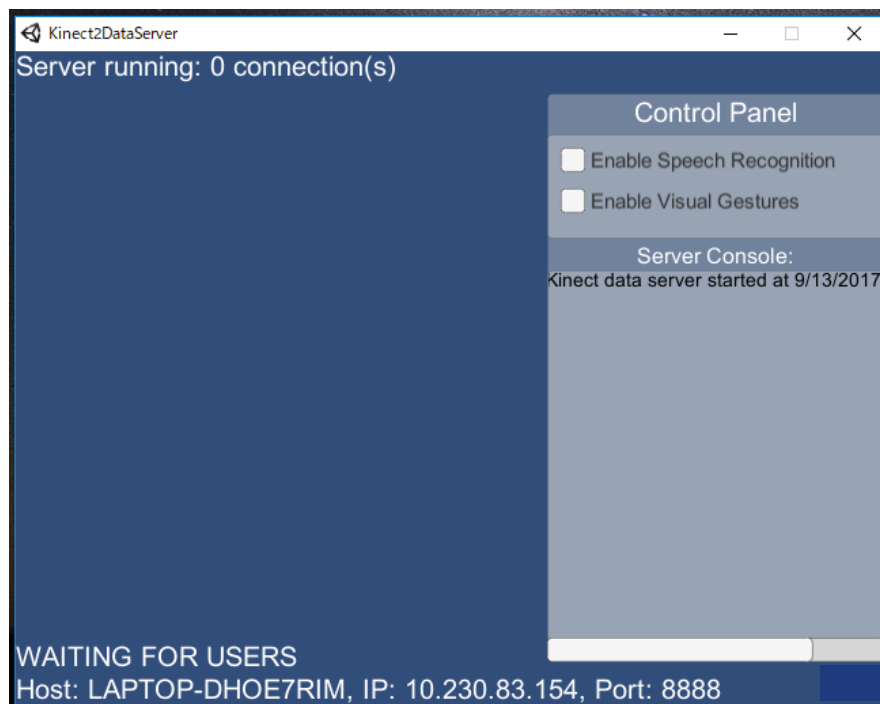 Kinect2DataServer
Server running: 0 connection(s)
Control Panel
Enable Speech Recognition
Enable Visual Gestures
Server Console:
Kinect data server started at 9/13/2017
WAITING FOR USERS
Host: LAPTOP-DHOE7RIM, IP: 10.230.83.154, Port: 8888